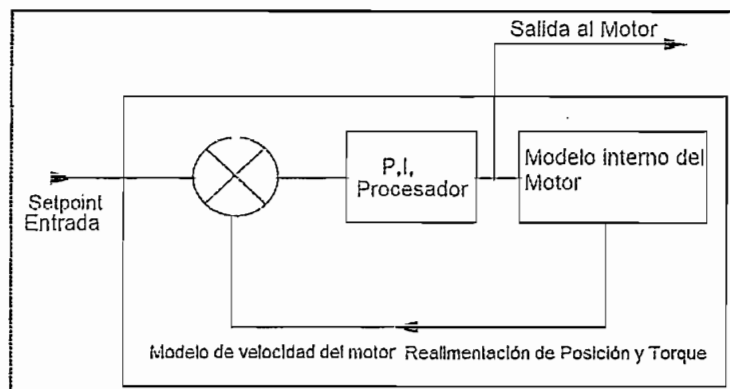 Salida al Motor
P.I.
Procesador
Modelo interno del
Motor
Setpoint
Entrada
Modelo de velocidad del motor Realimentación de Posición y Torque